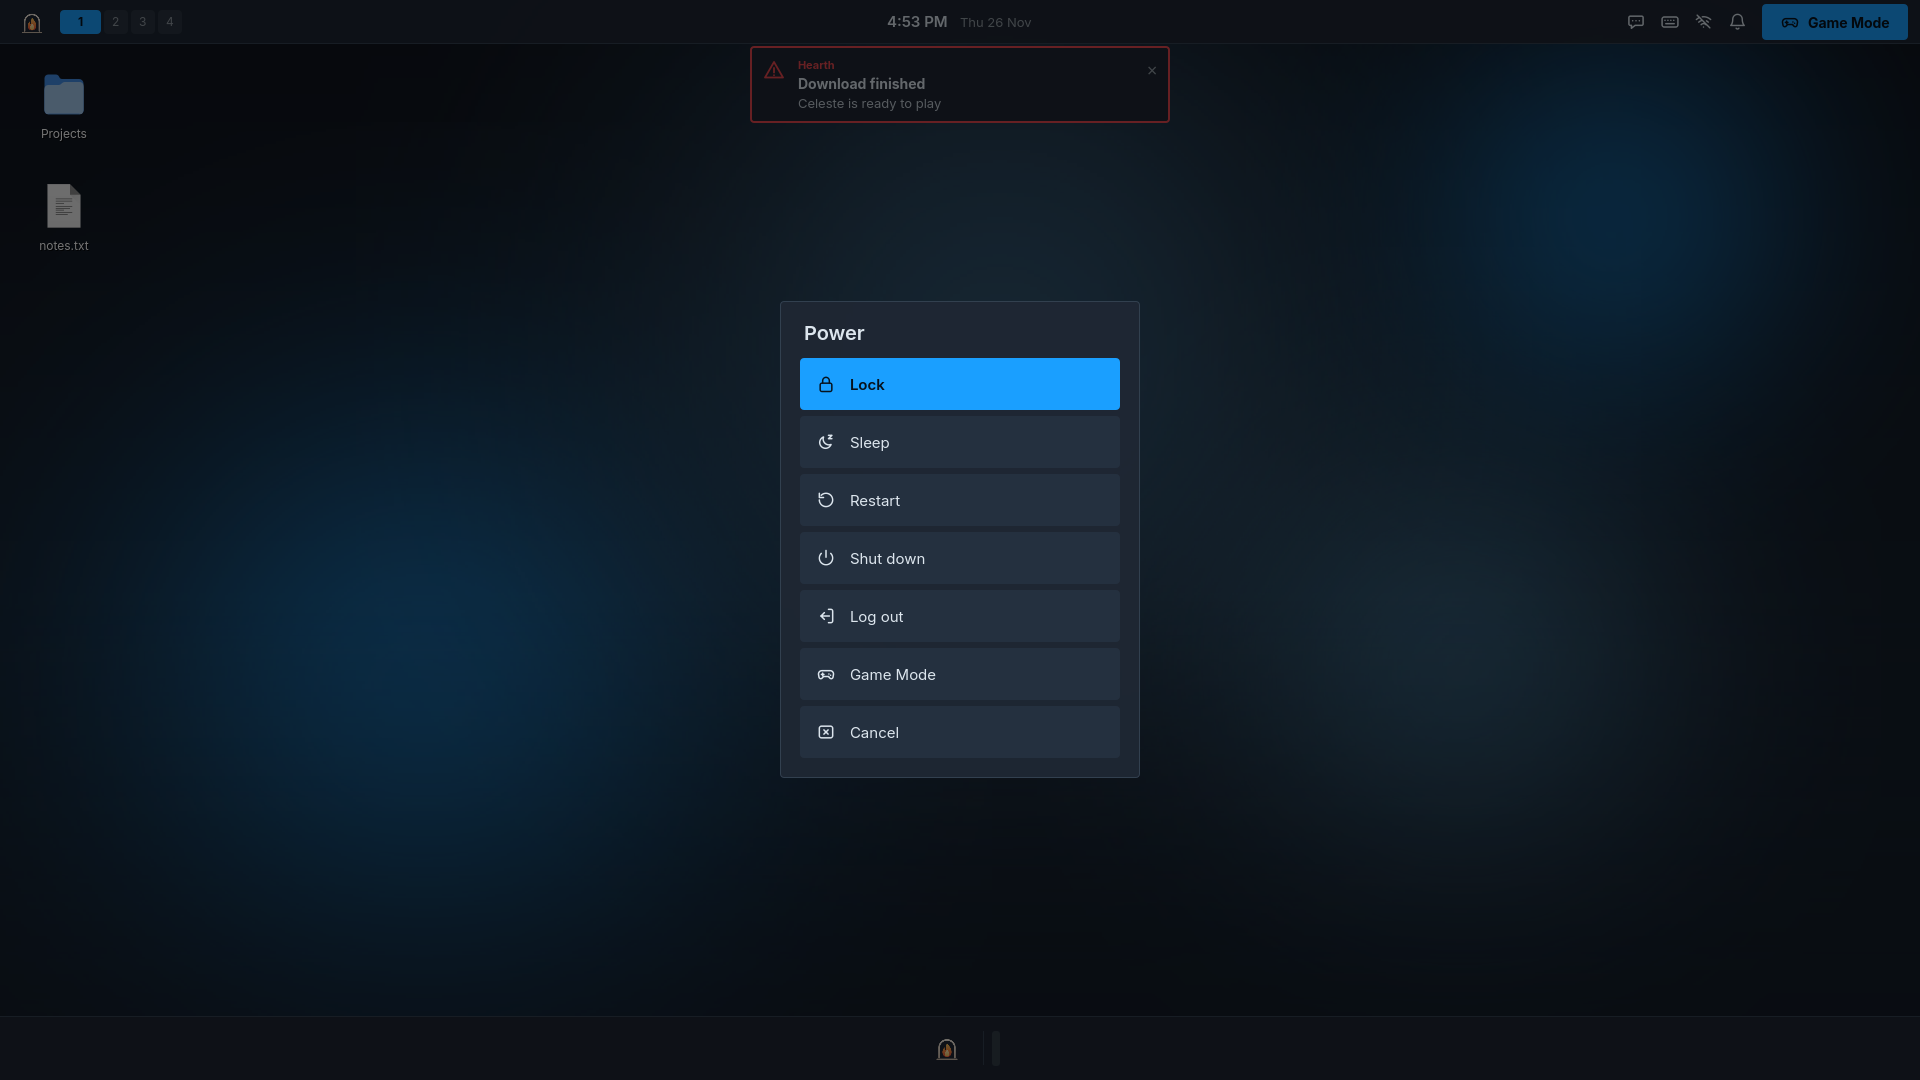 1 2 3 4
4:53 PM Thu 26 Nov
Game Mode
Hearth
Download finished
Celeste is ready to play
Projects
notes.txt
Power
Lock
Sleep
Restart
Shut down
Log out
Game Mode
Cancel